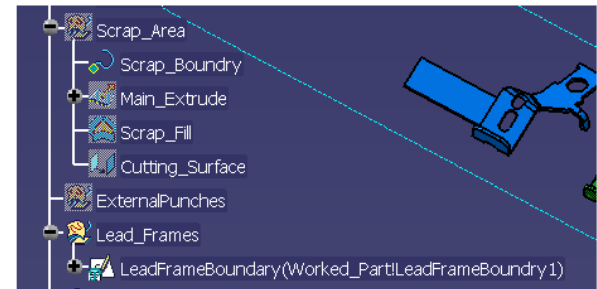 Scrap_Area
Scrap_Boundry
Main_Extrude
Scrap_Fill
Cutting_Surface
ExternalPunches
Lead_Frames
LeadFrameBoundary(Worked_Part!LeadFrameBoundry1)